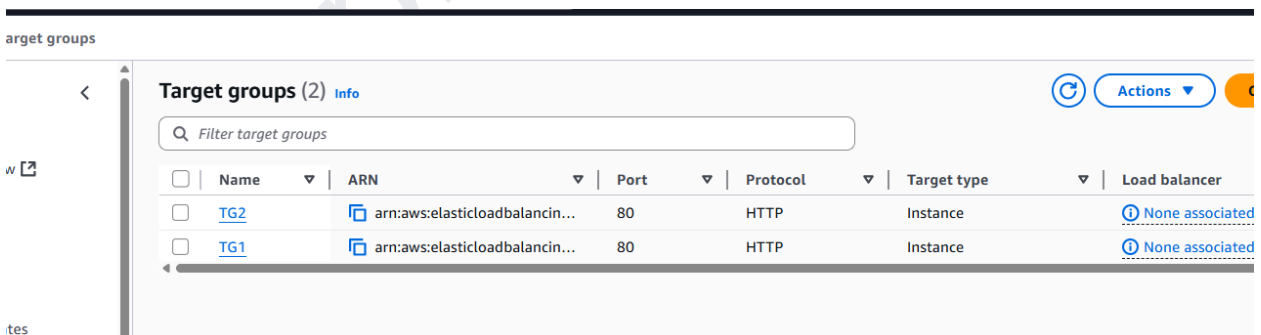 arget groups
Target groups (2) Info
Actions
Filter target groups
Name ARN Port Protocol Target type Load balancer
TG2 arn:aws:elasticloadbalancin... 80 HTTP Instance None associated
TG1 arn:aws:elasticloadbalancin... 80 HTTP Instance None associated
w
tes